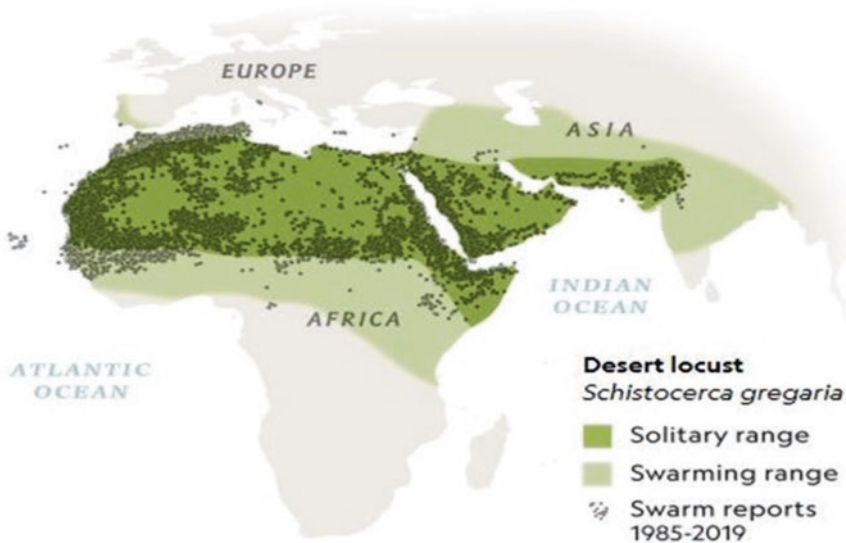 EUROPE
ASIA
INDIAN
OCEAN
AFRICA
ATLANTIC
OCEAN
Desert locust
Schistocerca gregaria
Solitary range
Swarming range
Swarm reports
1985-2019